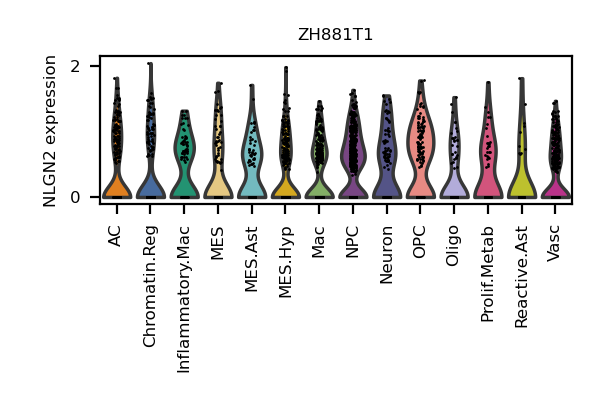 ZH881T1
NLGN2 expression
2
0
AC
Chromatin.Reg
Inflammatory.Mac
MES
MES.Ast
MES.Hyp
Mac
NPC
Neuron
OPC
Oligo
Prolif.Metab
Reactive.Ast
Vasc